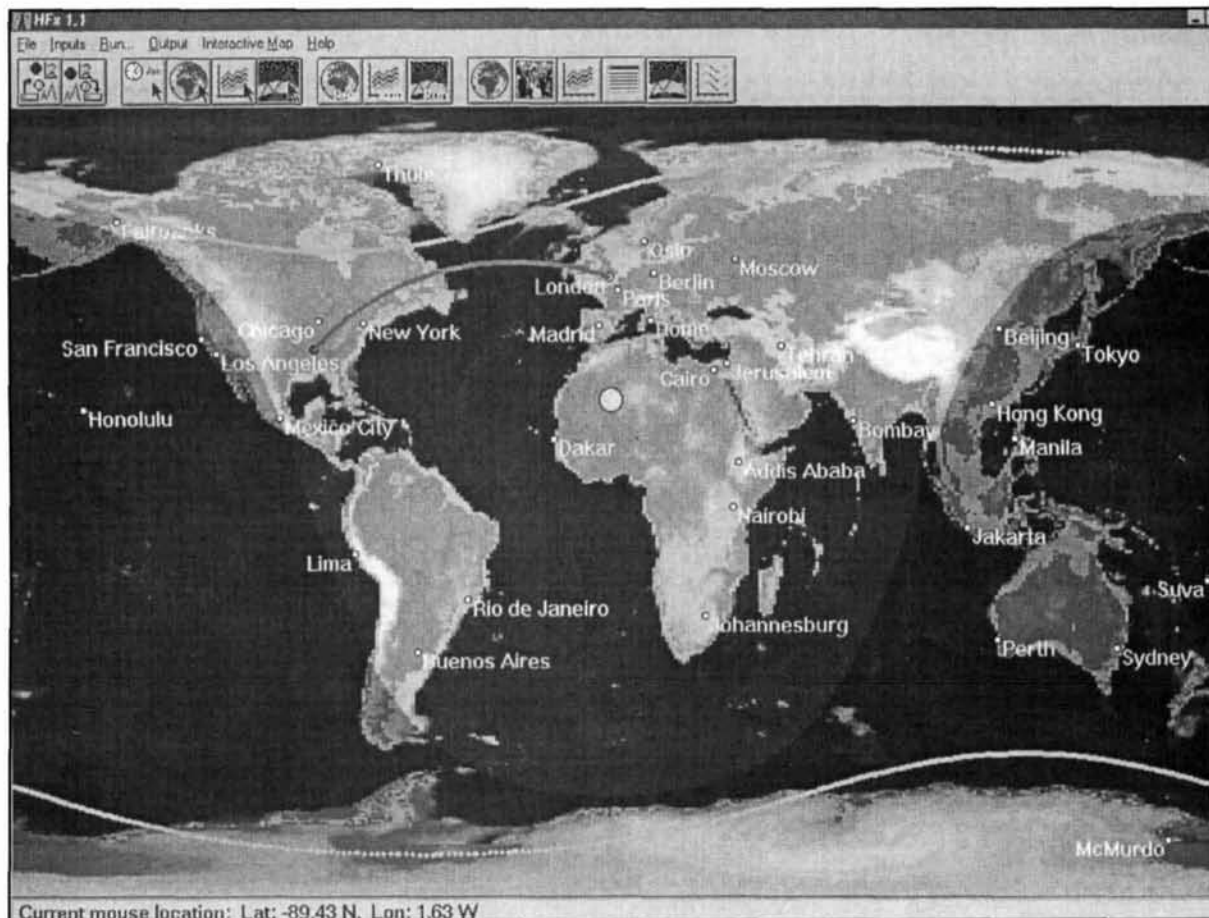 HFx 1.1
File Inputs Run... Output Interactive Map Help
Thule
Fairbanks
Oslo
Moscow
London
Berlin
Paris
Chicago
New York
Madrid
Rome
San Francisco
Los Angeles
Tehran
Beijing
Tokyo
Cairo
Jerusalem
Honolulu
Mexico City
Hong Kong
Dakar
Bombay
Manila
Addis Ababa
Nairobi
Jakarta
Lima
Suva
Rio de Janeiro
Johannesburg
Buenos Aires
Perth
Sydney
McMurdo
Current mouse location: Lat: -89.43 N, Lon: 1.63 W